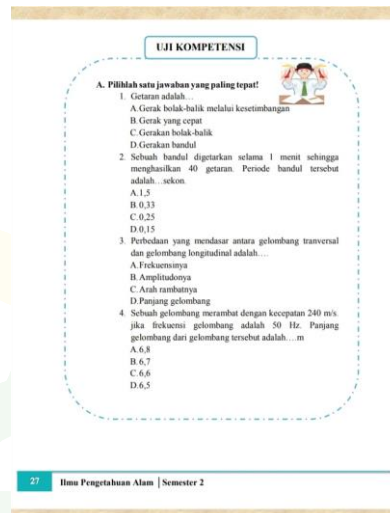 UJI KOMPETENSI
A. Pilihlah satu jawaban yang paling tepat!
1. Getaran adalah…
A.Gerak bolak-balik melalui kesetimbangan
B.Gerak yang cepat
C.Gerakan bolak-balik
D.Gerakan bandul
2. Sebuah bandul digetarkan selama 1 menit sehingga
menghasilkan 40 getaran. Periode bandul tersebut
adalah…sekon.
A.1,5
B.0,33
C.0,25
D.0,15
3. Perbedaan yang mendasar antara gelombang tranversal
dan gelombang longitudinal adalah….
A.Frekuensinya
B.Amplitudonya
C.Arah rambatnya
D.Panjang gelombang
4. Sebuah gelombang merambat dengan kecepatan 240 m/s.
jika frekuensi gelombang adalah 50 Hz. Panjang
gelombang dari gelombang tersebut adalah….m
A.6,8
B.6,7
C.6,6
D.6,5
27 Ilmu Pengetahuan Alam | Semester 2